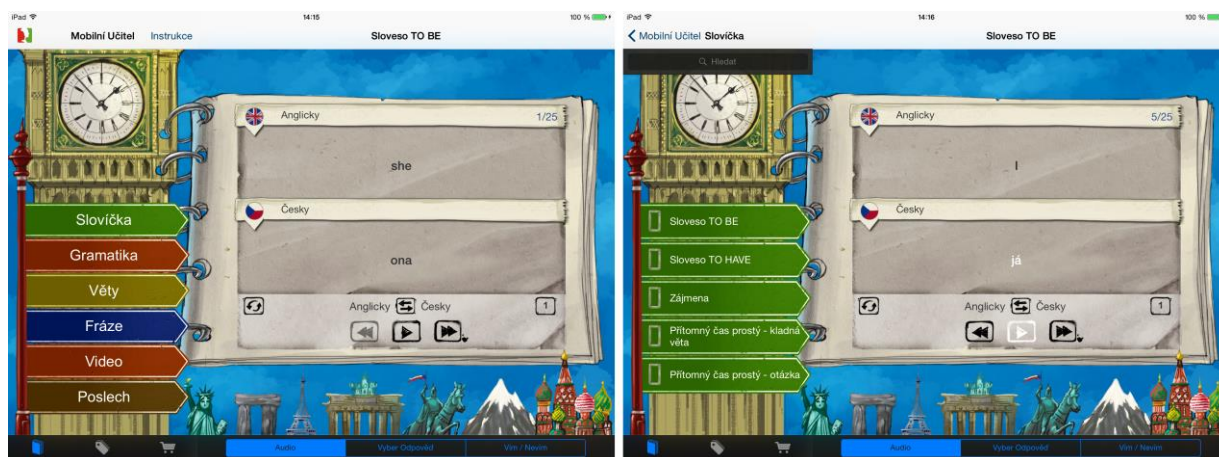 iPad 14:15 100 %
Mobilní Učitel Instrukce Sloveso TO BE
Anglicky 1/25
she
Česky
ona
Anglicky Česky
1
Slovíčka
Gramatika
Věty
Fráze
Video
Poslech
Audio Vyber Odpověď Vím / Nevím
iPad 14:16 100 %
Mobilní Učitel Slovíčka Sloveso TO BE
Hledat
Anglicky 5/25
I
Česky
já
Anglicky Česky
1
Sloveso TO BE
Sloveso TO HAVE
Zájmena
Přítomný čas prostý - kladná
věta
Přítomný čas prostý - otázka
Audio Vyber Odpověď Vím / Nevím